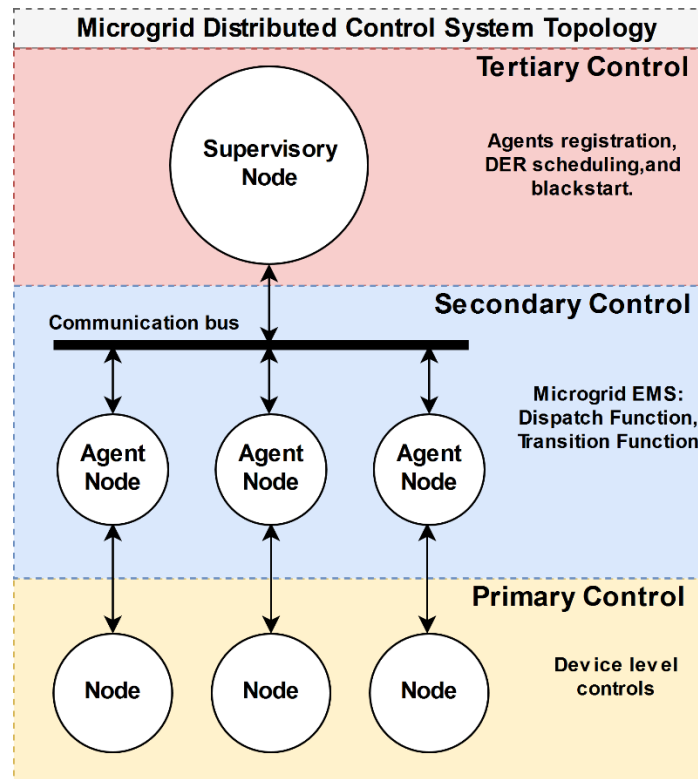 Microgrid Distributed Control System Topology
Tertiary Control
Supervisory
Node
Agents registration,
DER scheduling,and
blackstart.
Secondary Control
Communication bus
Microgrid EMS:
Dispatch Function,
Transition Function
Agent
Node
Agent
Node
Agent
Node
Primary Control
Node
Node
Node
Device level
controls